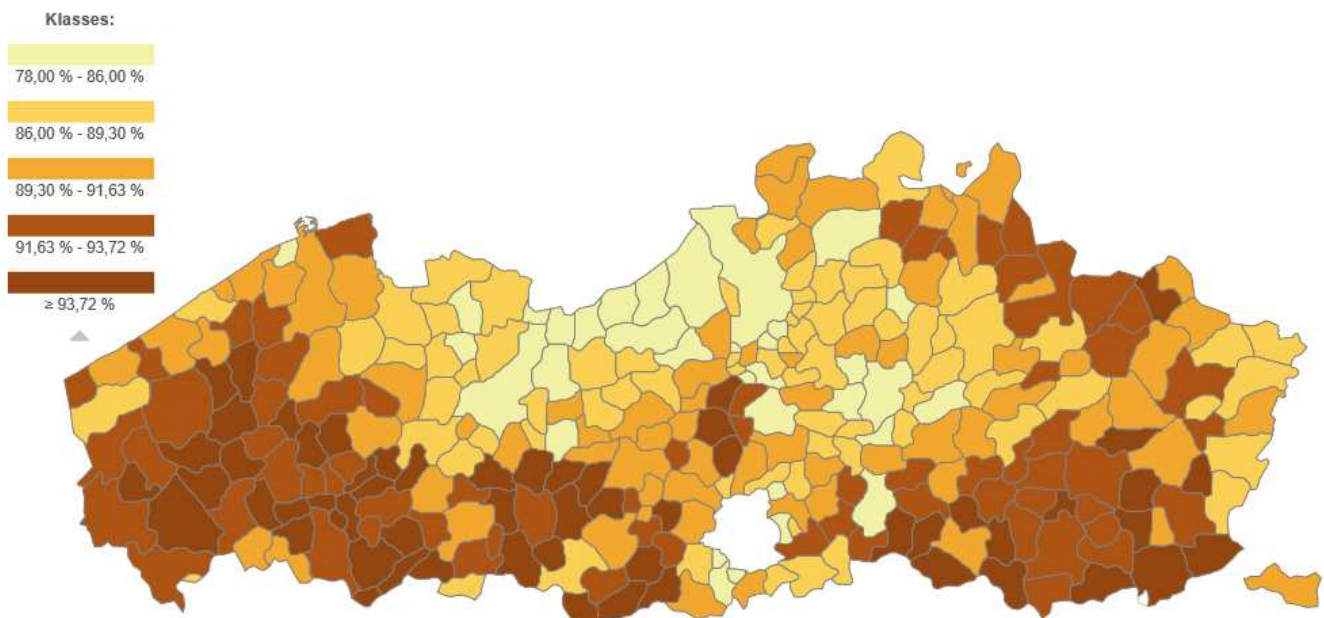 Klasses:
78,00 % - 86,00 %
86,00 % - 89,30 %
89,30 % - 91,63 %
91,63 % - 93,72 %
≥ 93,72 %